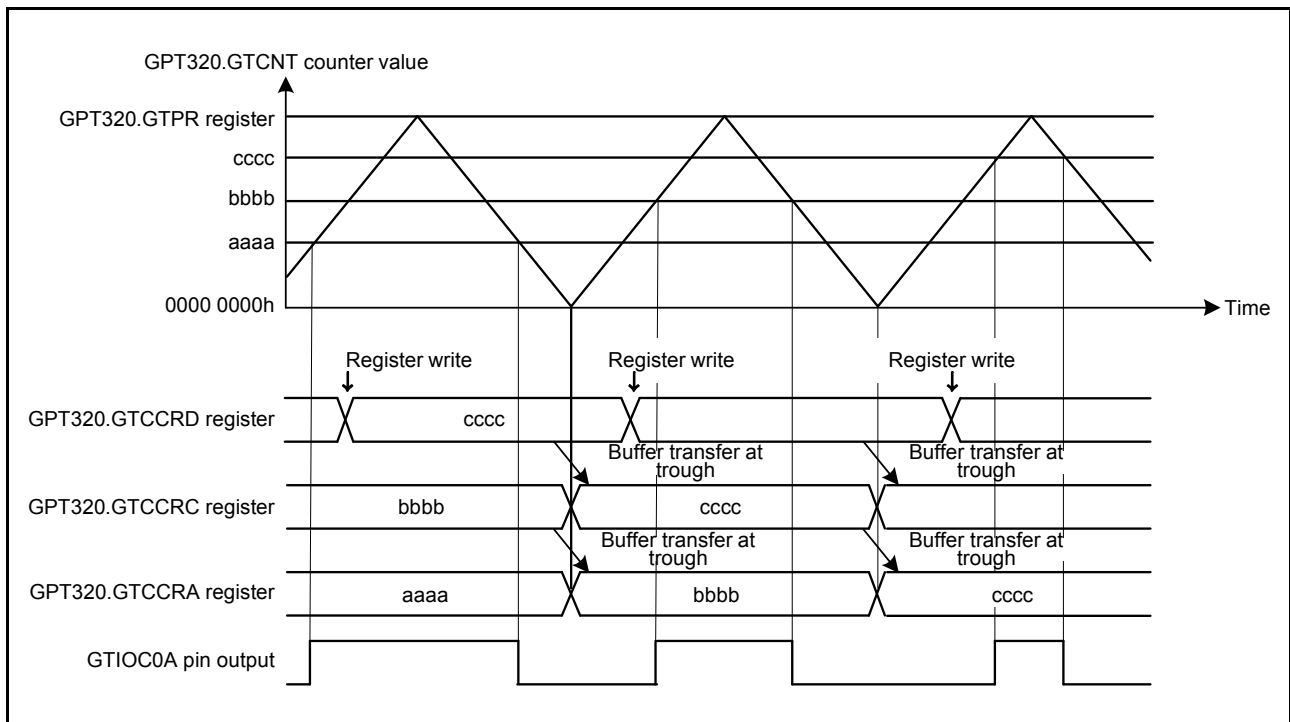 GPT320.GTCNT counter value
GPT320.GTPR register
cccc
bbbb
aaaa
0000 0000h
Time
Register write
Register write
Register write
GPT320.GTCCRD register
cccc
Buffer transfer at
trough
Buffer transfer at
trough
GPT320.GTCCRC register
bbbb
cccc
Buffer transfer at
trough
Buffer transfer at
trough
GPT320.GTCCRA register
aaaa
bbbb
cccc
GTIOC0A pin output